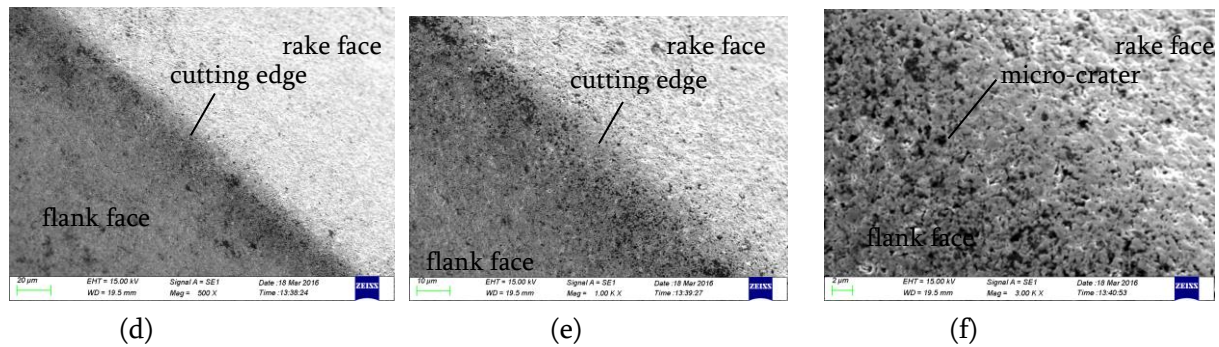 rake face
cutting edge
flank face
20 µm
EHT = 15.00 kV
Signal A = SE1
Date :18 Mar 2016
WD = 19.5 mm
Mag = 500 X
Time :13:38:24
ZEISS
(d)
rake face
cutting edge
flank face
10 µm
EHT = 15.00 kV
Signal A = SE1
Date :18 Mar 2016
WD = 19.5 mm
Mag = 1.00 K X
Time :13:39:27
ZEISS
(e)
rake face
micro-crater
flank face
2 µm
EHT = 15.00 kV
Signal A = SE1
Date :18 Mar 2016
WD = 19.5 mm
Mag = 3.00 K X
Time :13:40:53
ZEISS
(f)